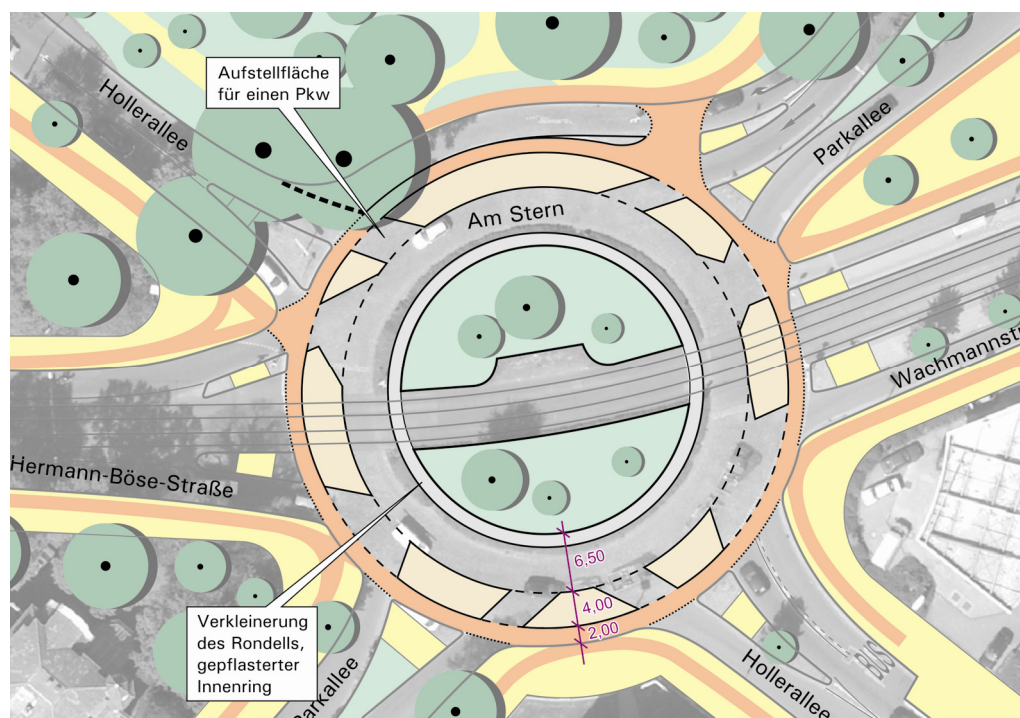 Aufstellfläche
für einen Pkw
Hollerallee
Parkallee
Am Stern
Wachmannst
Hermann-Böse-Straße
6,50
4,00
2,00
Verkleinerung
des Rondells,
gepflasterter
Innenring
Parkallee
Hollerallee
BUS